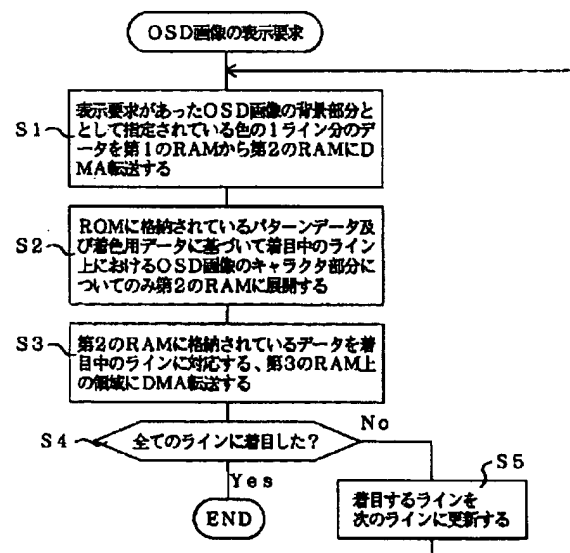 OSD画像の表示要求
S1
表示要求があったOSD画像の背景部分と
として指定されている色の1ライン分のデ
ータを第1のRAMから第2のRAMにD
MA転送する
S2
ROMに格納されているパターンデータ及
び着色用データに基づいて着目中のライン
上におけるOSD画像のキャラクタ部分に
ついてのみ第2のRAMに展開する
S3
第2のRAMに格納されているデータを着
目中のラインに対応する、第3のRAM上
の領域にDMA転送する
S4
全てのラインに着目した?
No
Yes
END
S5
着目するラインを
次のラインに更新する